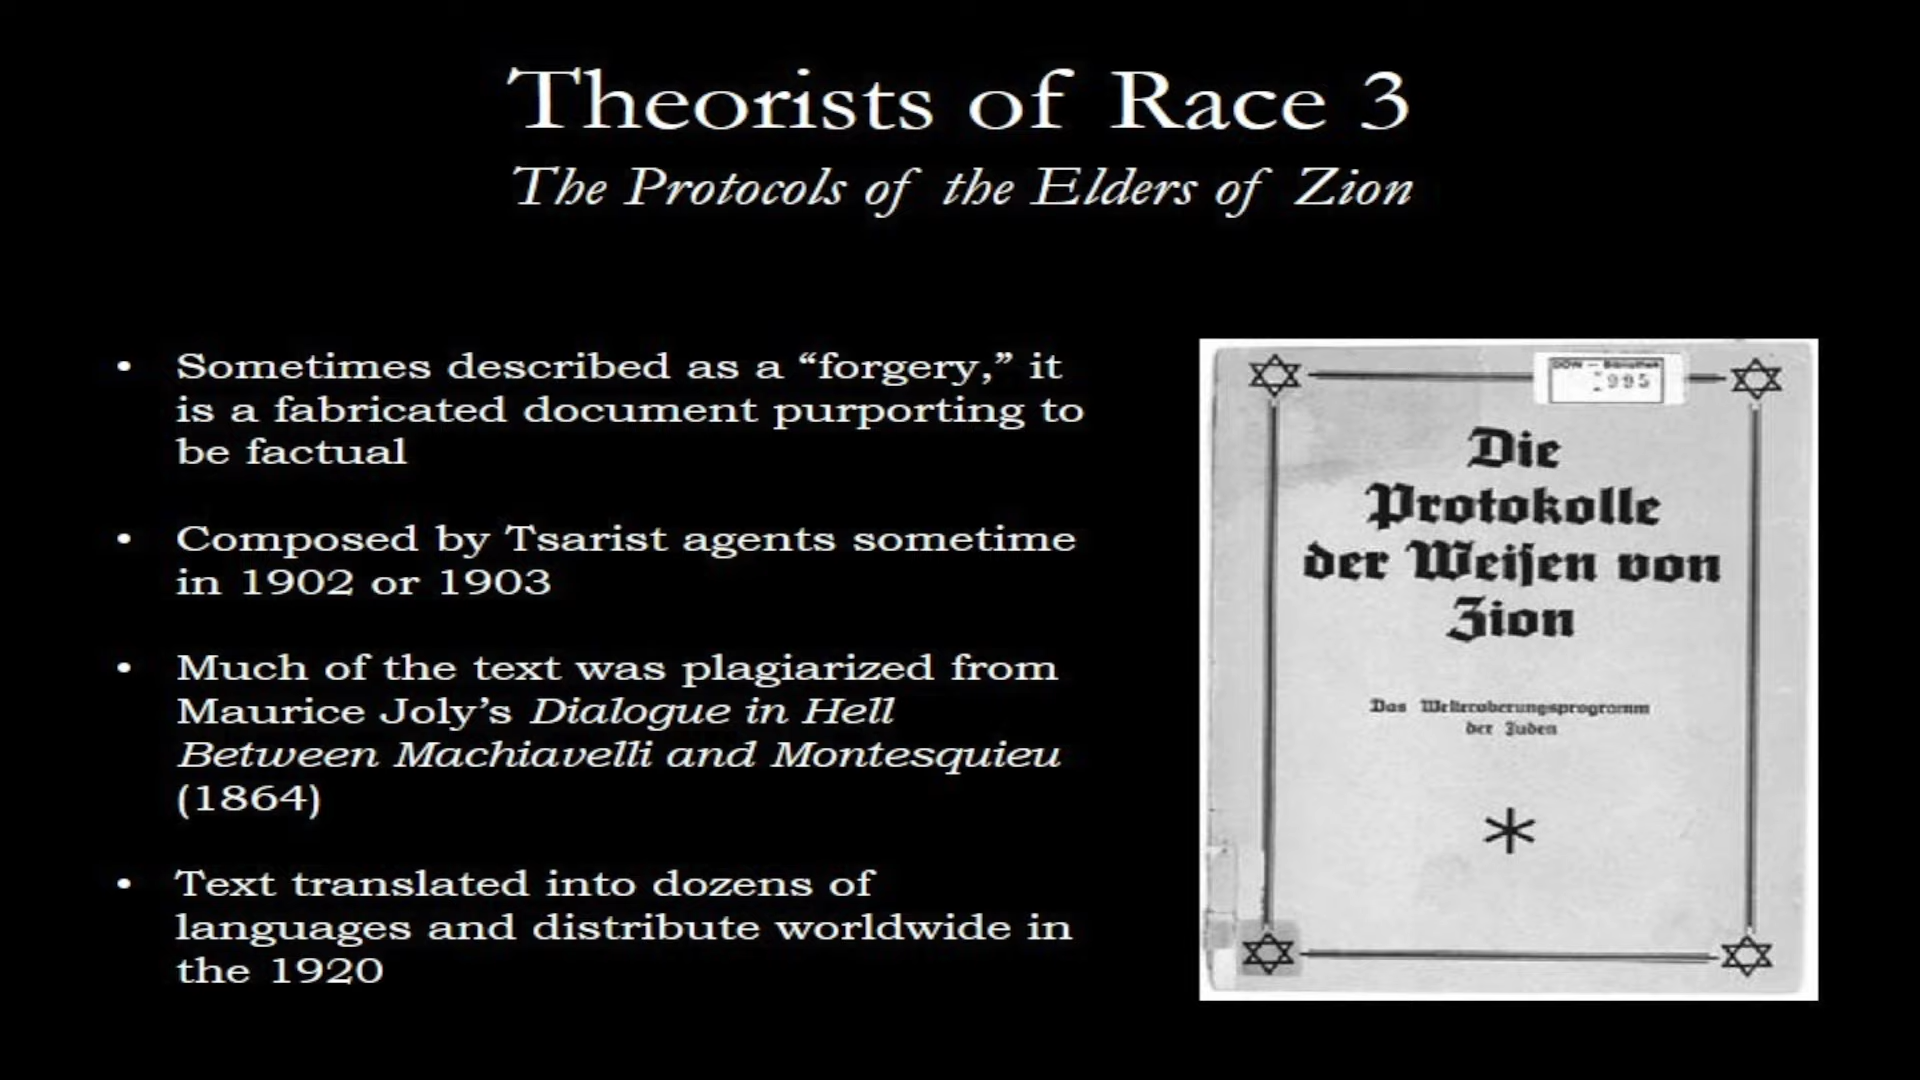 Theorists of Race 3
The Protocols of the Elders of Zion
• Sometimes described as a “forgery,” it
is a fabricated document purporting to
be factual
• Composed by Tsarist agents sometime
in 1902 or 1903
• Much of the text was plagiarized from
Maurice Joly’s Dialogue in Hell
Between Machiavelli and Montesquieu
(1864)
• Text translated into dozens of
languages and distribute worldwide in
the 1920
DÖW — Bibliothek
995
Die
Protokolle
der Weiſen von
Zion
Das Welteroberungsprogramm
der Juden